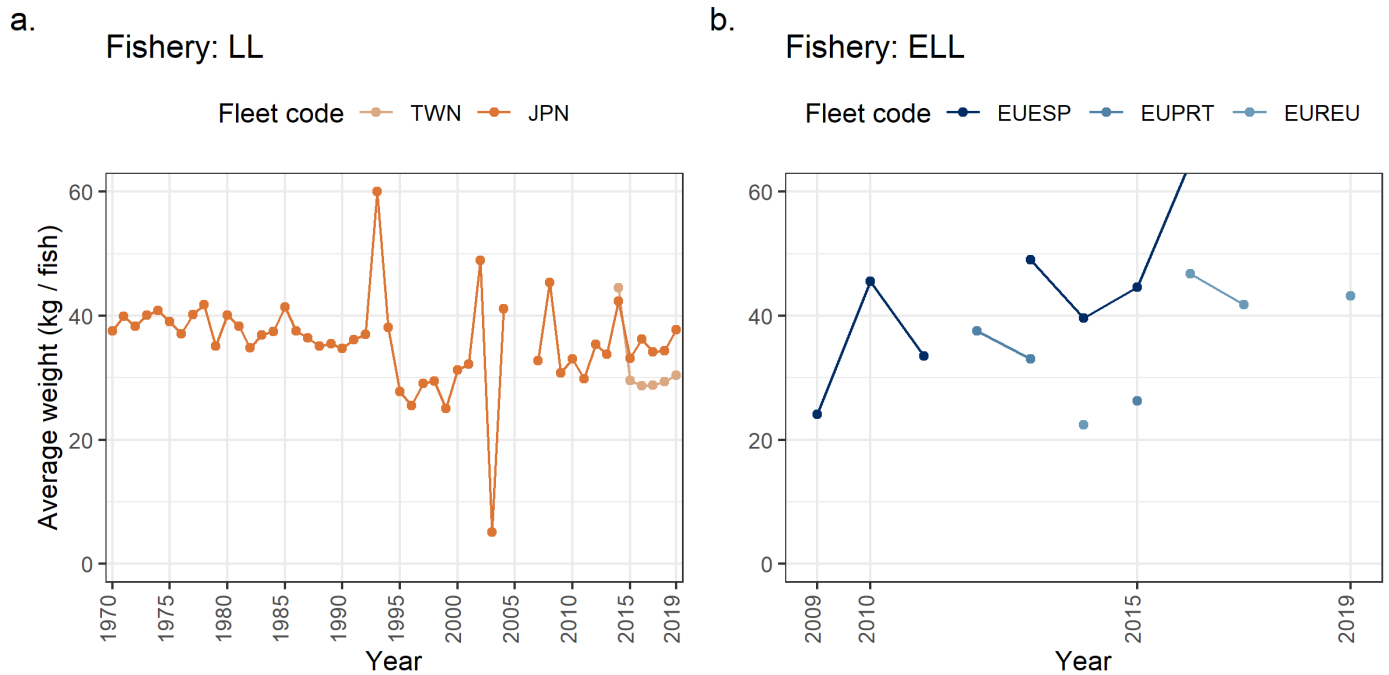 a.
Fishery: LL
Fleet code TWN JPN
Average weight (kg / fish)
60
40
20
0
1970 1975 1980 1985 1990 1995 2000 2005 2010 2015 2019
Year
b.
Fishery: ELL
Fleet code EUESP EUPRT EUREU
60
40
20
0
2009 2010 2015 2019
Year